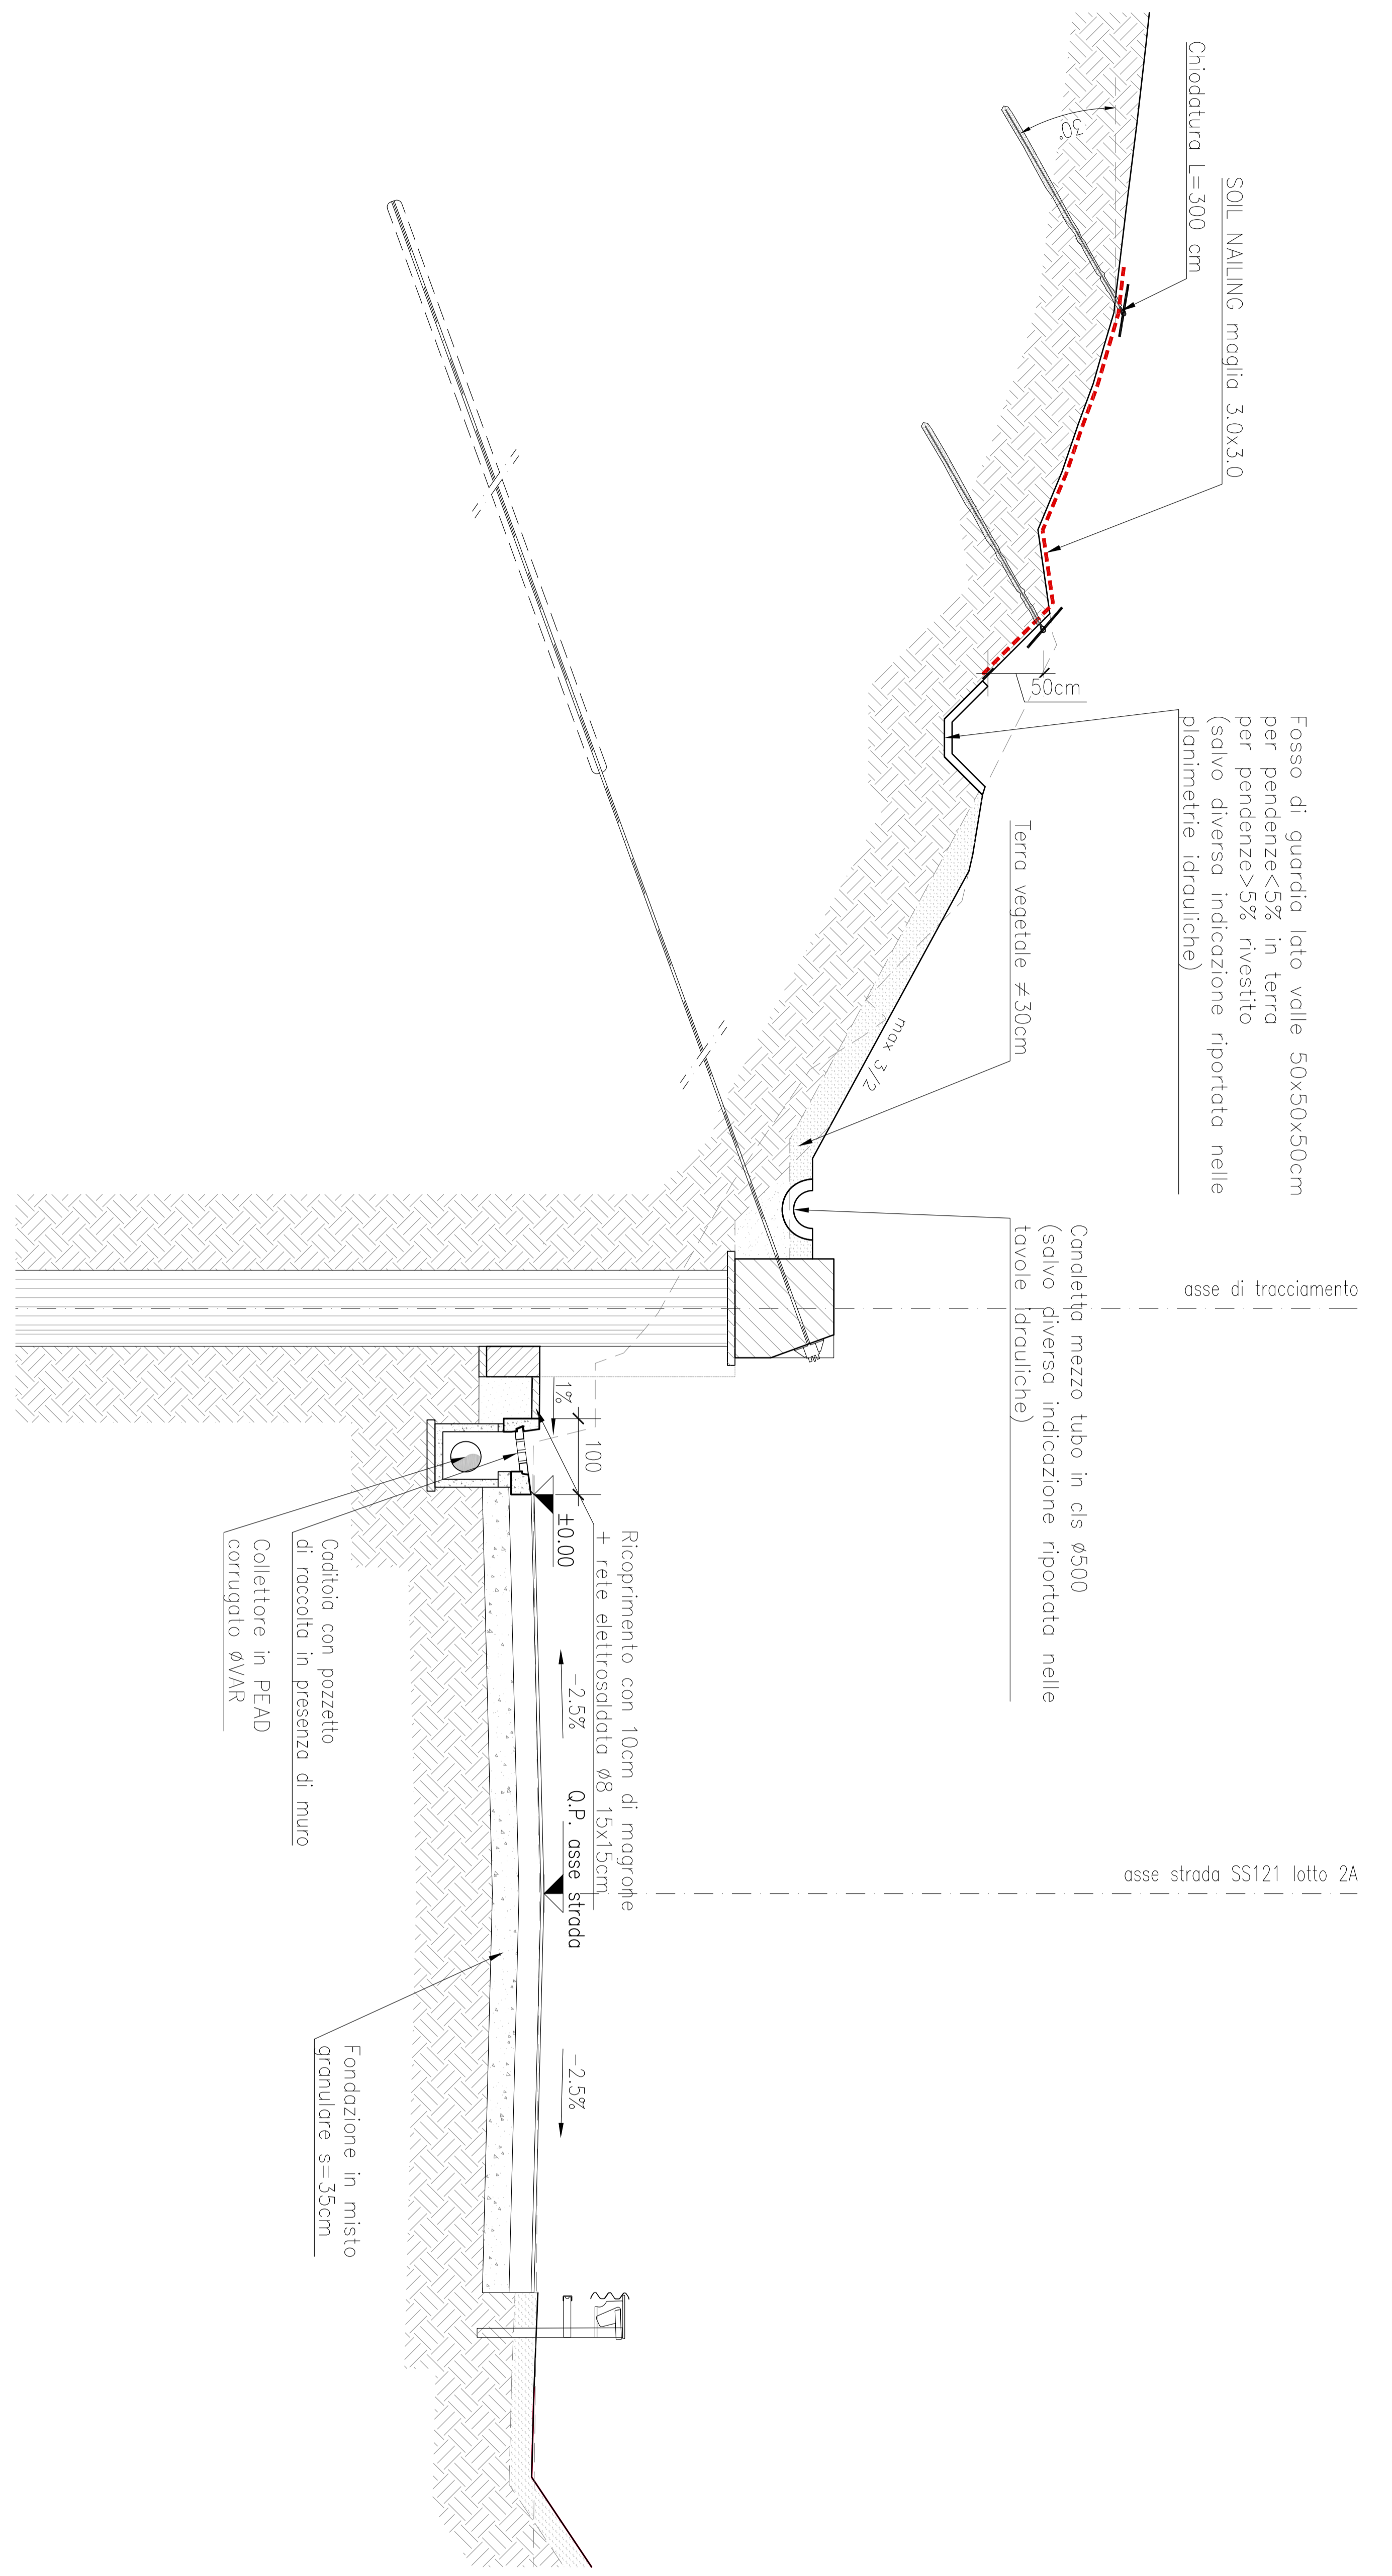 Chiodatura L=300 cm
SOIL NAILING maglia 3.0x3.0
30°
50cm
Fosso di guardia lato valle 50x50x50cm
per pendenze<5% in terra
per pendenze>5% rivestito
(salvo diversa indicazione riportata nelle
planimetrie idrauliche)
Terra vegetale ≠30cm
max 3/2
Canaletta mezzo tubo in cls Ø500
(salvo diversa indicazione riportata nelle
tavole idrauliche)
asse di tracciamento
asse strada SS121 lotto 2A
1%
100
±0.00
Ricoprimento con 10cm di magrone
+ rete elettrosaldata Ø8 15x15cm
-2.5%
Q.P. asse strada
-2.5%
Caditoia con pozzetto
di raccolta in presenza di muro
Collettore in PEAD
corrugato ØVAR
Fondazione in misto
granulare s=35cm